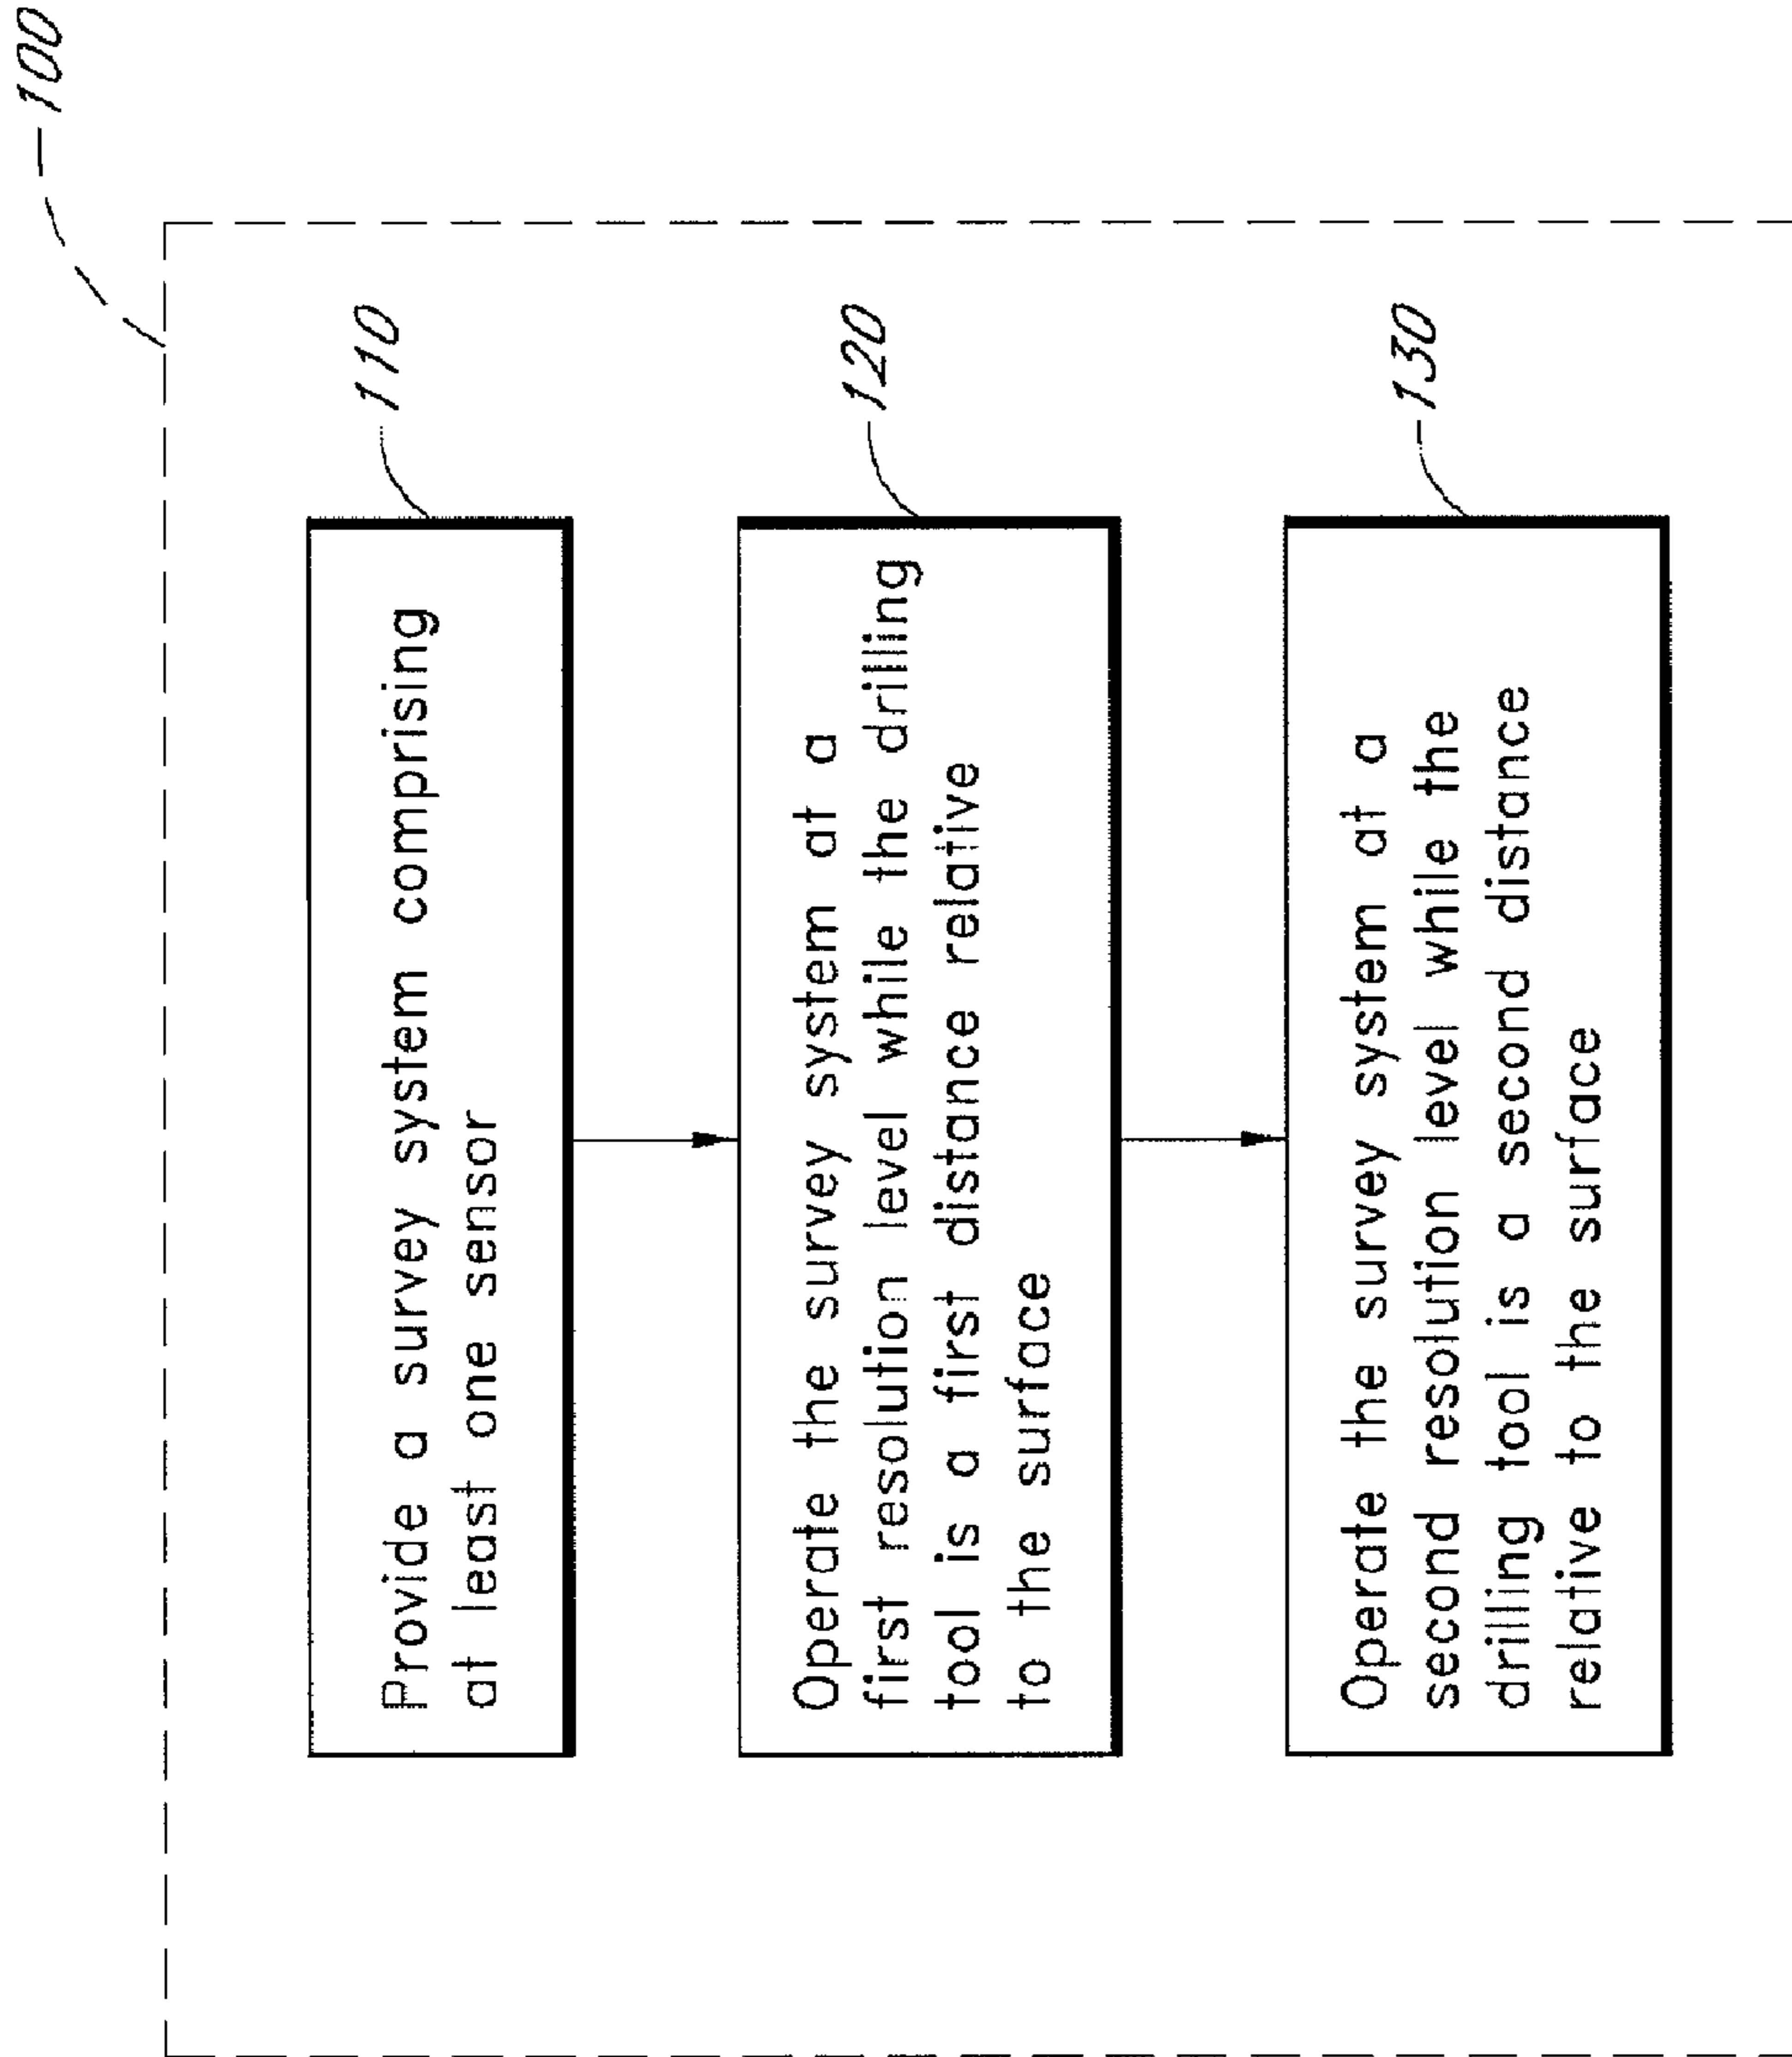 100
110
Provide a survey system comprising
at least one sensor
120
Operate the survey system at a
first resolution level while the drilling
tool is a first distance relative
to the surface
130
Operate the survey system at a
second resolution level while the
drilling tool is a second distance
relative to the surface